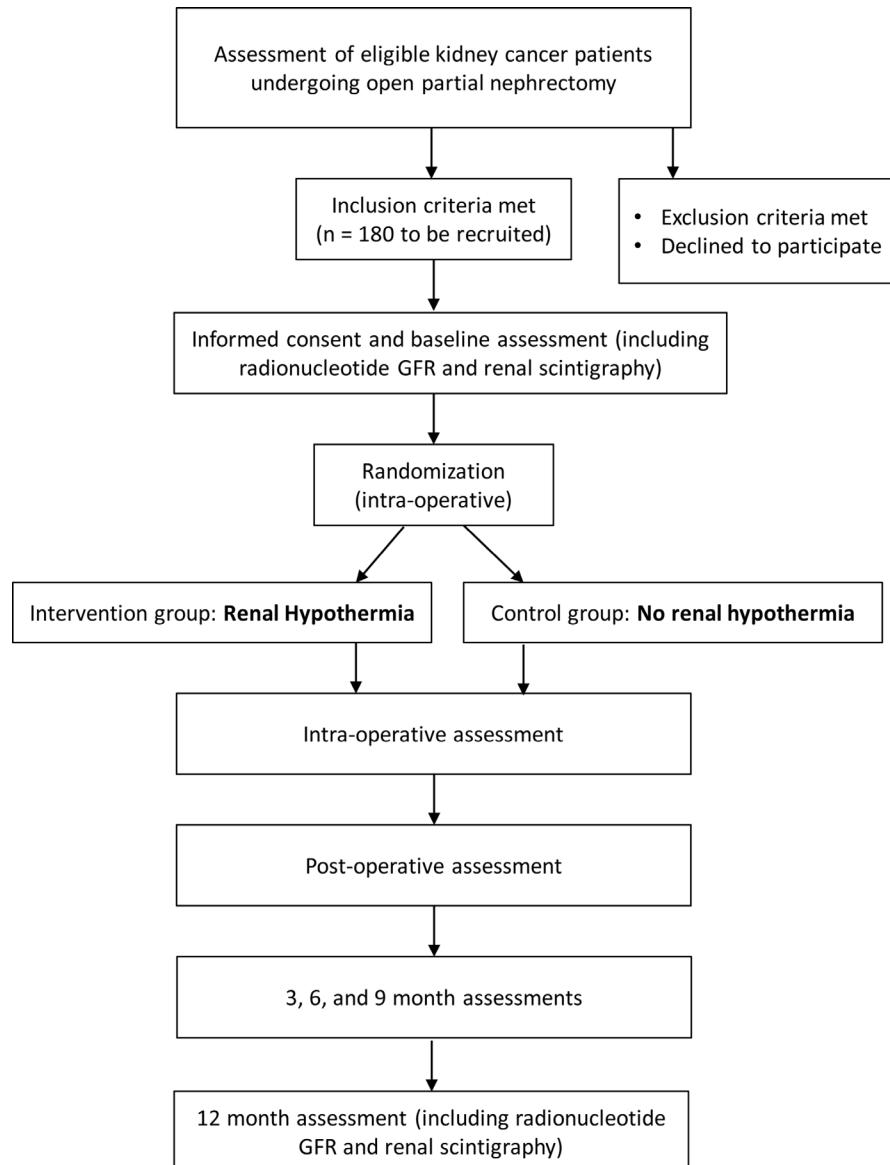 Assessment of eligible kidney cancer patients
undergoing open partial nephrectomy
Inclusion criteria met
(n = 180 to be recruited)
• Exclusion criteria met
• Declined to participate
Informed consent and baseline assessment (including
radionucleotide GFR and renal scintigraphy)
Randomization
(intra-operative)
Intervention group: Renal Hypothermia
Control group: No renal hypothermia
Intra-operative assessment
Post-operative assessment
3, 6, and 9 month assessments
12 month assessment (including radionucleotide
GFR and renal scintigraphy)